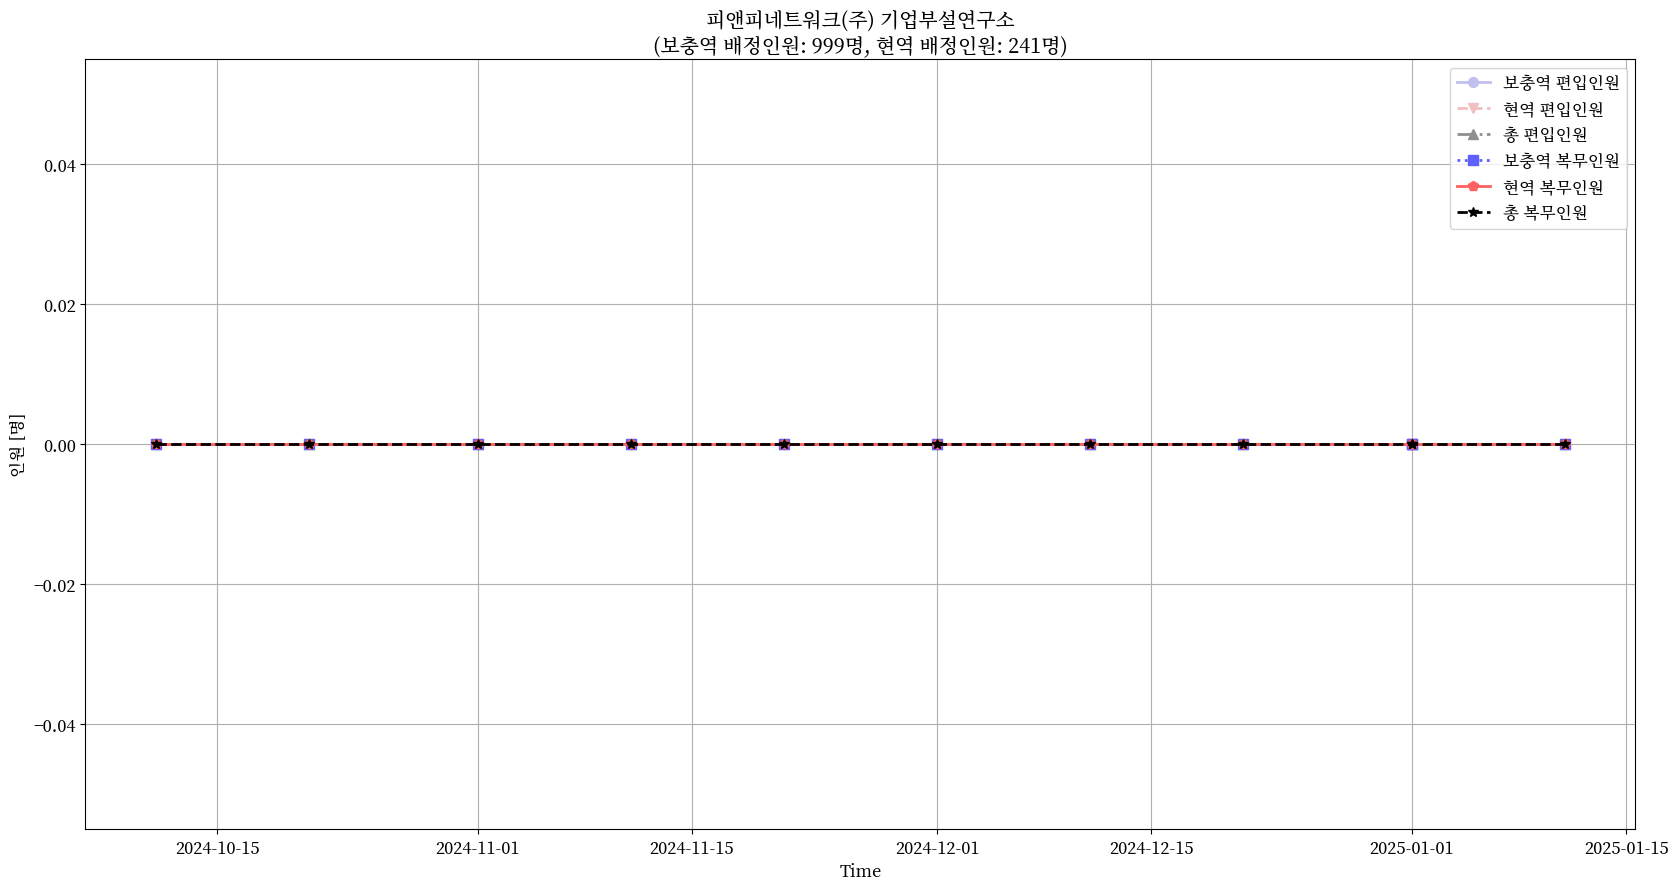 피앤피네트워크(주) 기업부설연구소
(보충역 배정인원: 999명, 현역 배정인원: 241명)
보충역 편입인원
현역 편입인원
총 편입인원
보충역 복무인원
현역 복무인원
총 복무인원
0.04
0.02
0.00
−0.02
−0.04
인원 [명]
2024-10-15
2024-11-01
2024-11-15
2024-12-01
2024-12-15
2025-01-01
2025-01-15
Time